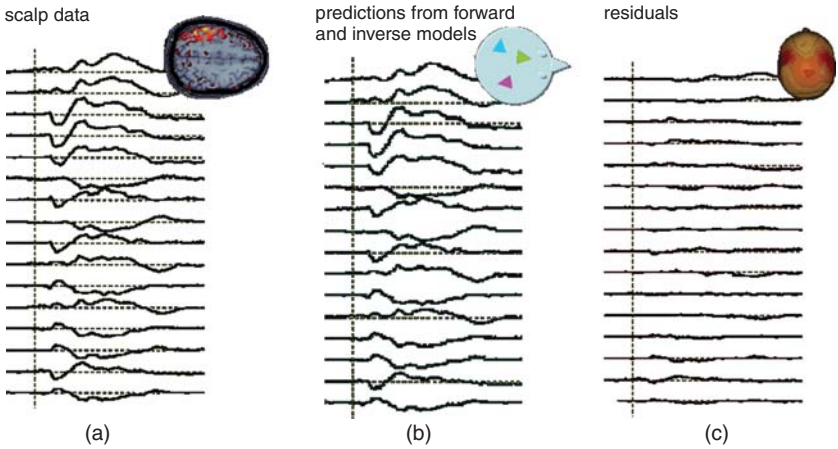 scalp data
predictions from forward
and inverse models
residuals
(a)
(b)
(c)